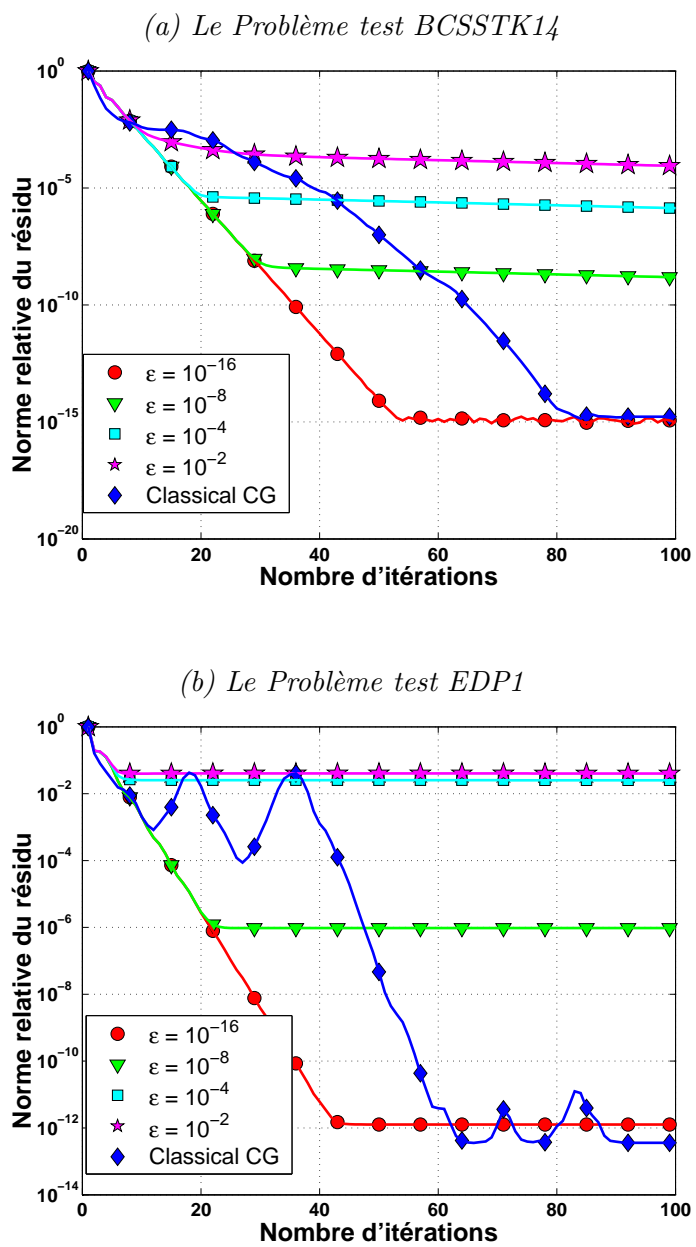 (a) Le Problème test BCSSTK14
10^0
10^-5
10^-10
10^-15
10^-20
Norme relative du résidu
ε = 10^-16
ε = 10^-8
ε = 10^-4
ε = 10^-2
Classical CG
0 20 40 60 80 100
Nombre d'itérations
(b) Le Problème test EDP1
10^0
10^-2
10^-4
10^-6
10^-8
10^-10
10^-12
10^-14
Norme relative du résidu
ε = 10^-16
ε = 10^-8
ε = 10^-4
ε = 10^-2
Classical CG
0 20 40 60 80 100
Nombre d'itérations